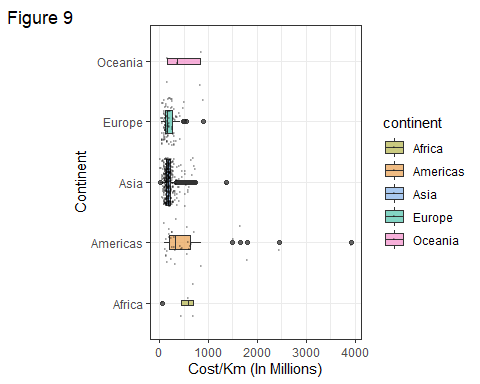 Figure 9
Oceania
Europe
Asia
Americas
Africa
Continent
0
1000
2000
3000
4000
Cost/Km (In Millions)
continent
Africa
Americas
Asia
Europe
Oceania